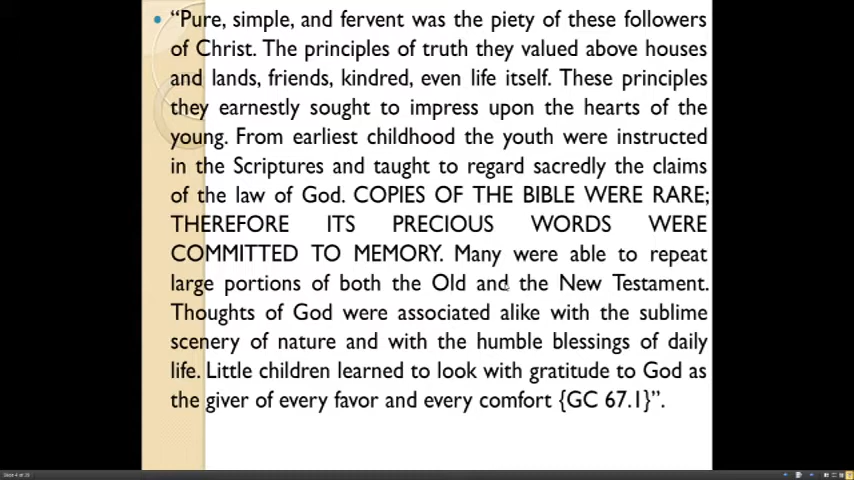 • “Pure, simple, and fervent was the piety of these followers
of Christ. The principles of truth they valued above houses
and lands, friends, kindred, even life itself. These principles
they earnestly sought to impress upon the hearts of the
young. From earliest childhood the youth were instructed
in the Scriptures and taught to regard sacredly the claims
of the law of God. COPIES OF THE BIBLE WERE RARE;
THEREFORE ITS PRECIOUS WORDS WERE
COMMITTED TO MEMORY. Many were able to repeat
large portions of both the Old and the New Testament.
Thoughts of God were associated alike with the sublime
scenery of nature and with the humble blessings of daily
life. Little children learned to look with gratitude to God as
the giver of every favor and every comfort {GC 67.1}”.